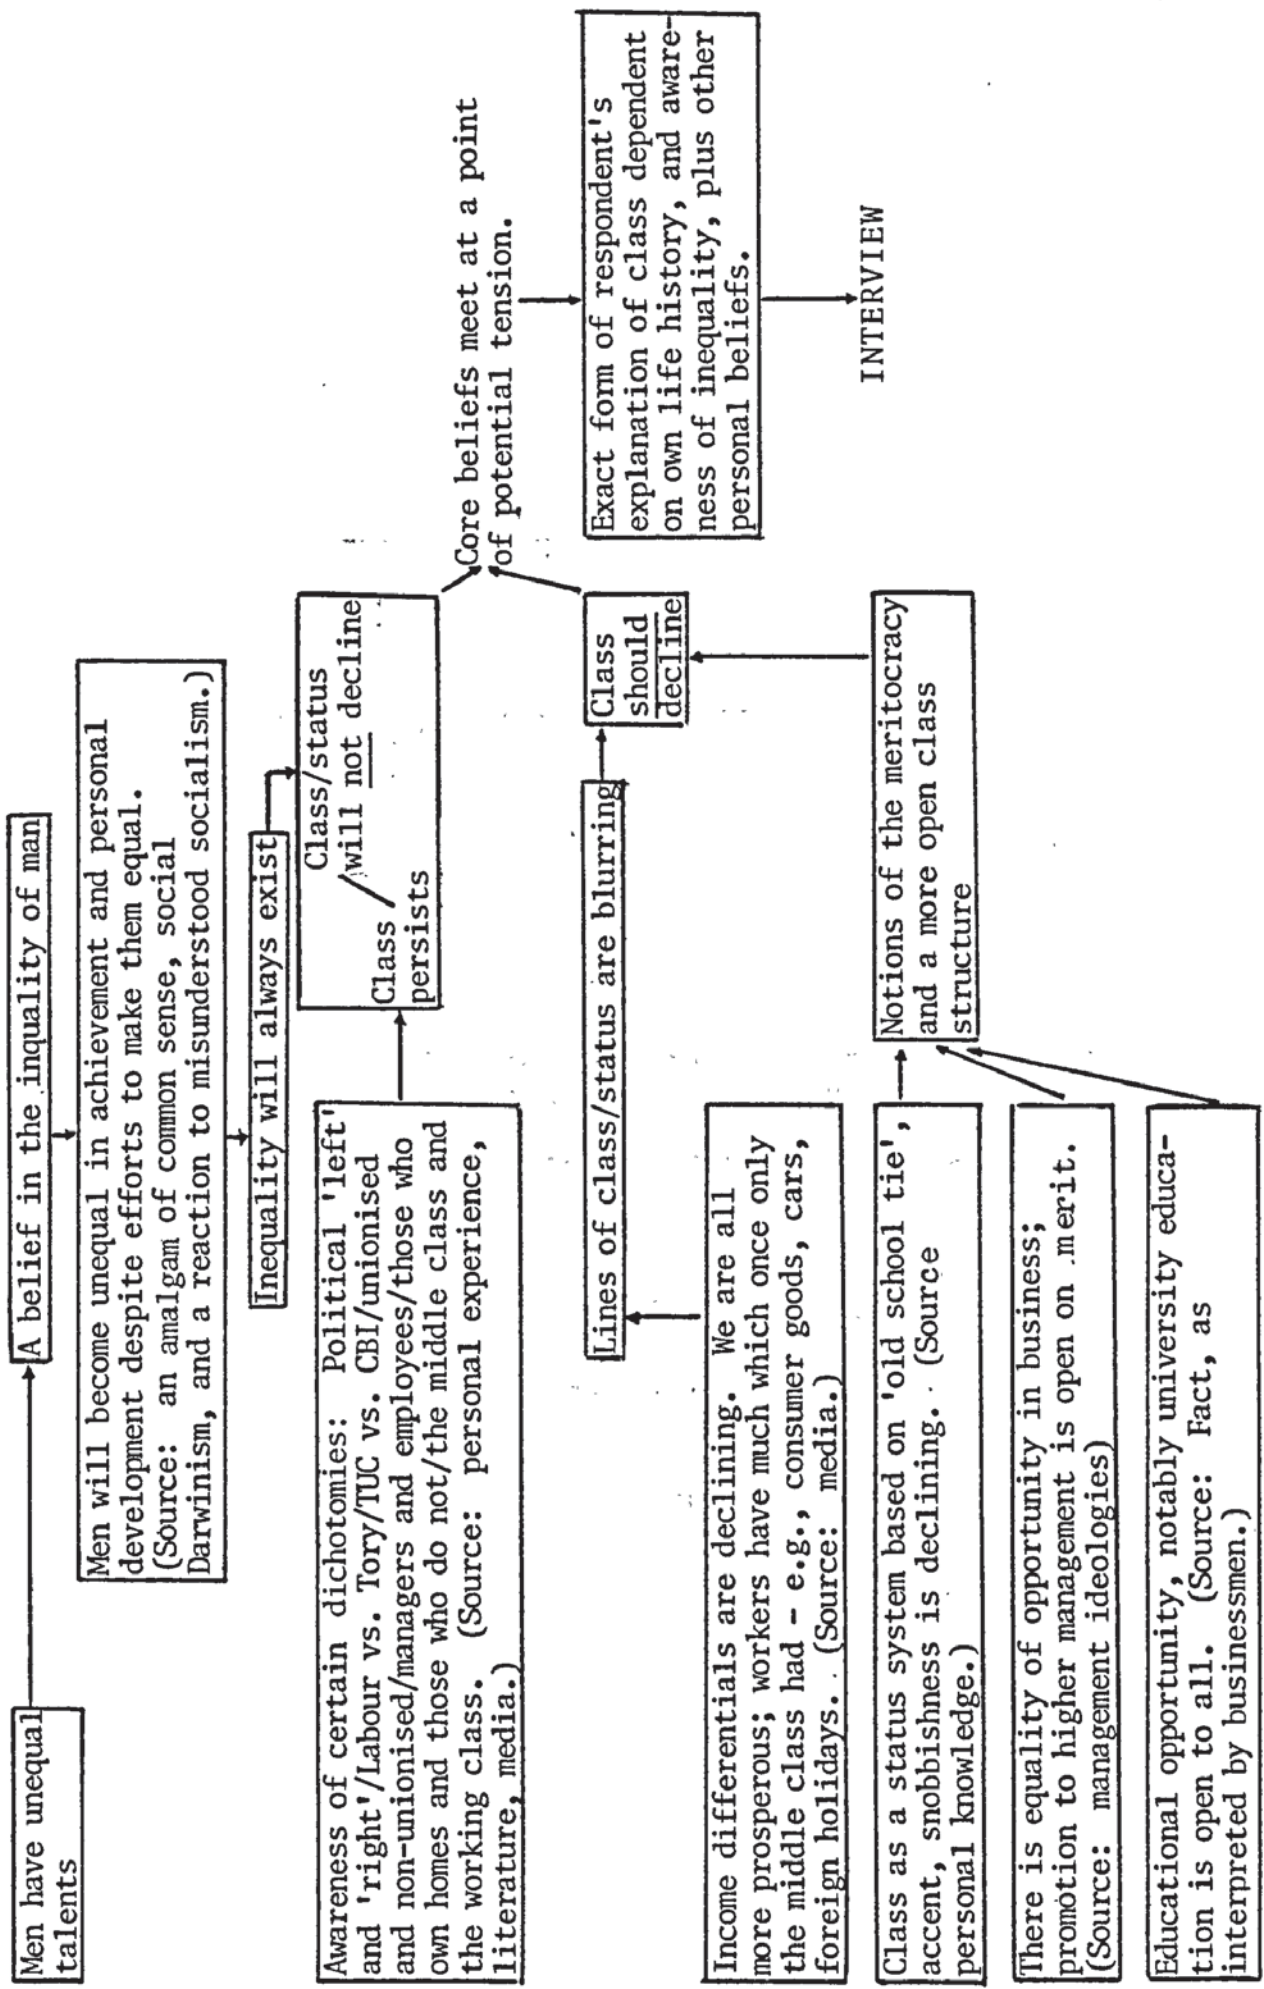 Men have unequal
talents
A belief in the inquality of man
Men will become unequal in achievement and personal
development despite efforts to make them equal.
(Source: an amalgam of common sense, social
Darwinism, and a reaction to misunderstood socialism.)
Inequality will always exist
Awareness of certain dichotomies: Political 'left'
and 'right'/Labour vs. Tory/TUC vs. CBI/unionised
and non-unionised/managers and employees/those who
own homes and those who do not/the middle class and
the working class. (Source: personal experience,
literature, media.)
Class
persists
Class/status
will not decline
Core beliefs meet at a point
of potential tension.
Lines of class/status are blurring
Class
should
decline
Exact form of respondent's
explanation of class dependent
on own life history, and aware-
ness of inequality, plus other
personal beliefs.
INTERVIEW
Income differentials are declining. We are all
more prosperous; workers have much which once only
the middle class had - e.g., consumer goods, cars,
foreign holidays. (Source: media.)
Class as a status system based on 'old school tie',
accent, snobbishness is declining. (Source
personal knowledge.)
Notions of the meritocracy
and a more open class
structure
There is equality of opportunity in business;
promotion to higher management is open on merit.
(Source: management ideologies)
Educational opportunity, notably university educa-
tion is open to all. (Source: Fact, as
interpreted by businessmen.)